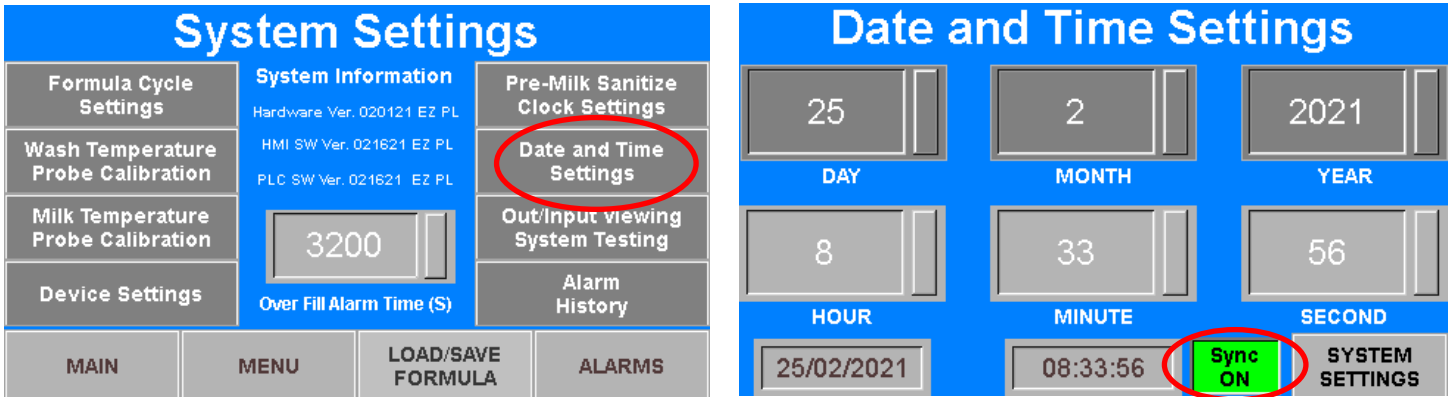 System Settings
Formula Cycle
Settings
System Information
Pre-Milk Sanitize
Clock Settings
Hardware Ver. 020121 EZ PL
Wash Temperature
Probe Calibration
HMI SW Ver. 021621 EZ PL
PLC SW Ver. 021621 EZ PL
Date and Time
Settings
Milk Temperature
Probe Calibration
3200
Out/Input Viewing
System Testing
Device Settings
Over Fill Alarm Time (S)
Alarm
History
MAIN
MENU
LOAD/SAVE
FORMULA
ALARMS
Date and Time Settings
25
2
2021
DAY
MONTH
YEAR
8
33
56
HOUR
MINUTE
SECOND
25/02/2021
08:33:56
Sync
ON
SYSTEM
SETTINGS